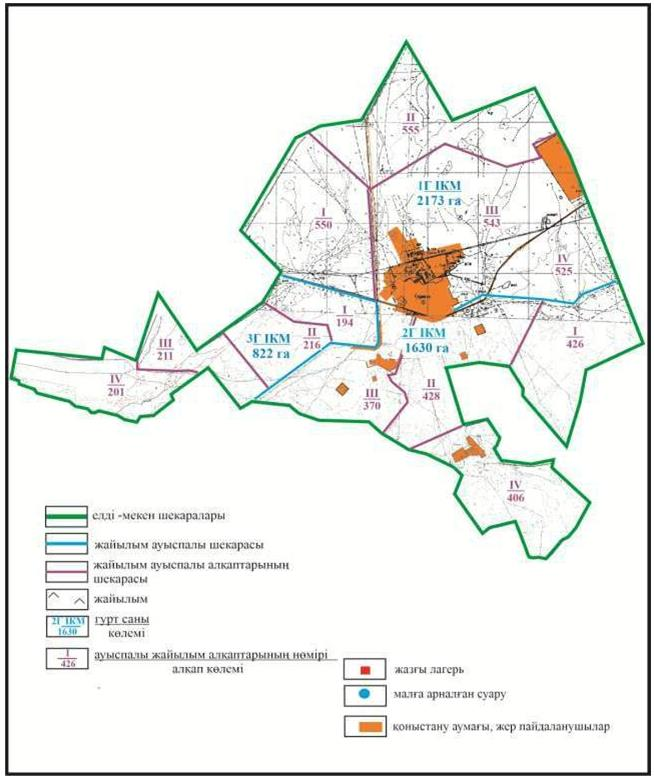 II
555
1Г ІКМ
2173 га
I
550
III
543
IV
525
I
194
3Г ІКМ
822 га
II
216
2Г ІКМ
1630 га
I
426
III
211
IV
201
III
370
II
428
IV
406
елді -мекен шекаралары
жайылым ауыспалы шекарасы
жайылым ауыспалы алқаптарының
шекарасы
жайылым
2Г ІКМ
1630
гурт саны
көлемі
I
426
ауыспалы жайылым алқаптарының нөмірі
алқап көлемі
жазғы лагерь
малға арналған суару
қоныстану аумағы, жер пайдаланушылар